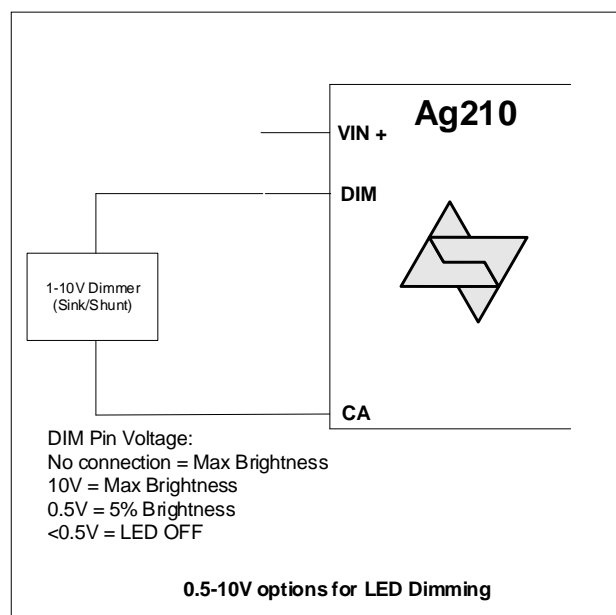 Ag210
VIN +
DIM
1-10V Dimmer
(Sink/Shunt)
CA
DIM Pin Voltage:
No connection = Max Brightness
10V = Max Brightness
0.5V = 5% Brightness
<0.5V = LED OFF
0.5-10V options for LED Dimming